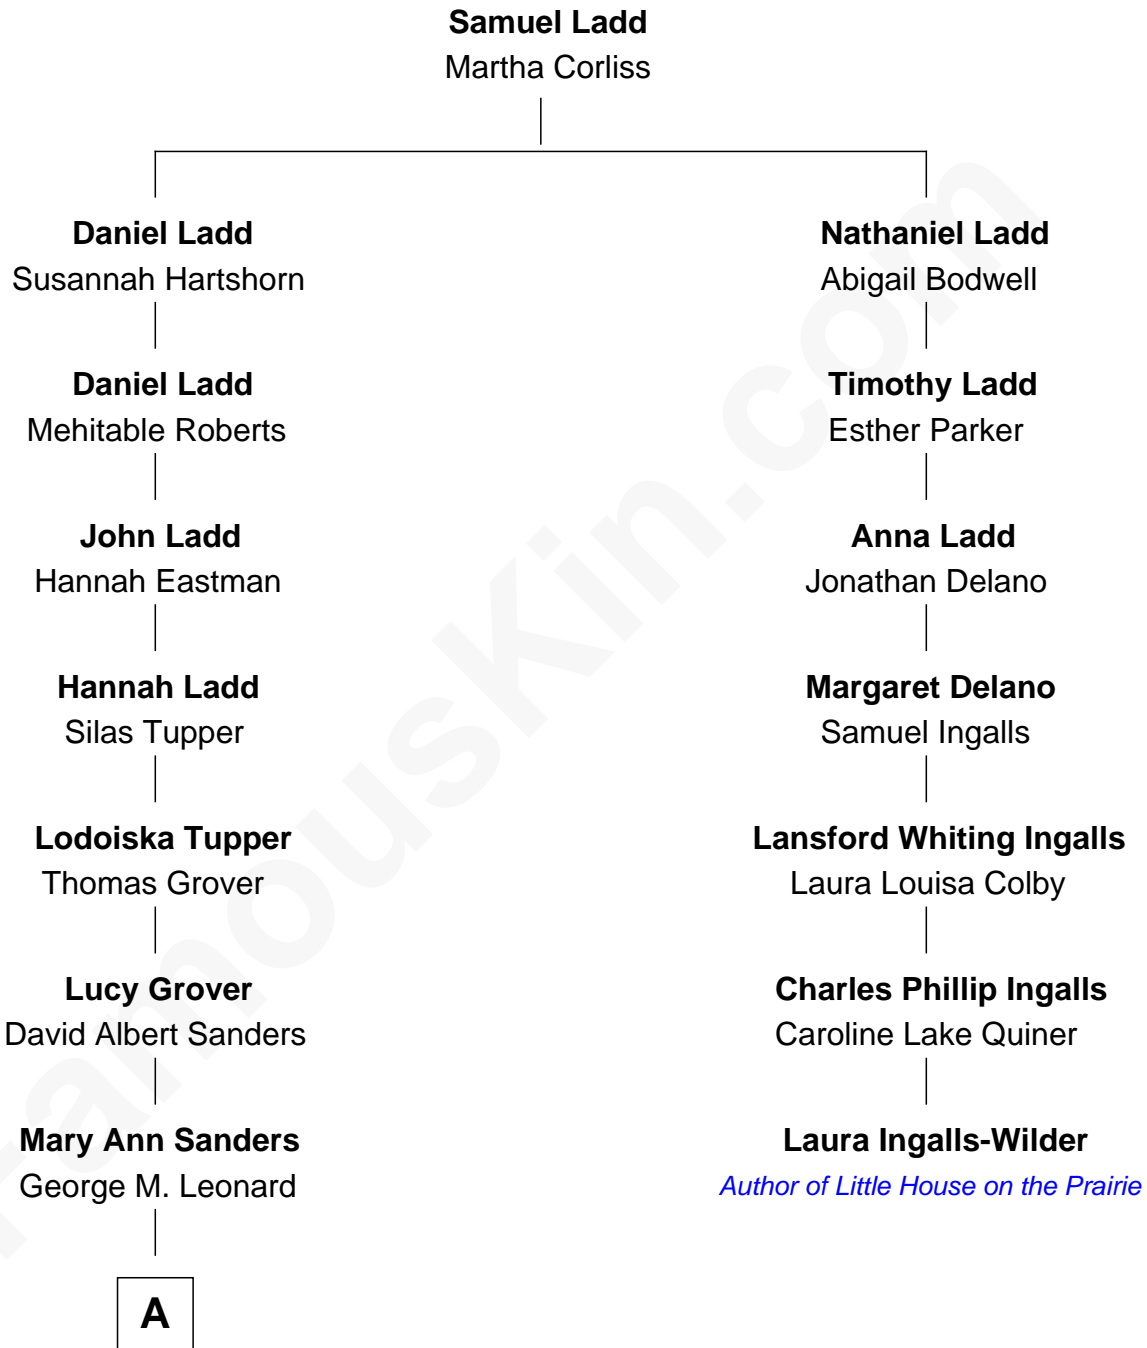 Samuel Ladd
Martha Corliss
Daniel Ladd
Susannah Hartshorn
Nathaniel Ladd
Abigail Bodwell
Daniel Ladd
Mehitable Roberts
Timothy Ladd
Esther Parker
John Ladd
Hannah Eastman
Anna Ladd
Jonathan Delano
Hannah Ladd
Silas Tupper
Margaret Delano
Samuel Ingalls
Lodoiska Tupper
Thomas Grover
Lansford Whiting Ingalls
Laura Louisa Colby
Lucy Grover
David Albert Sanders
Charles Phillip Ingalls
Caroline Lake Quiner
Mary Ann Sanders
George M. Leonard
Laura Ingalls-Wilder
Author of Little House on the Prairie
A
FamousKin.com